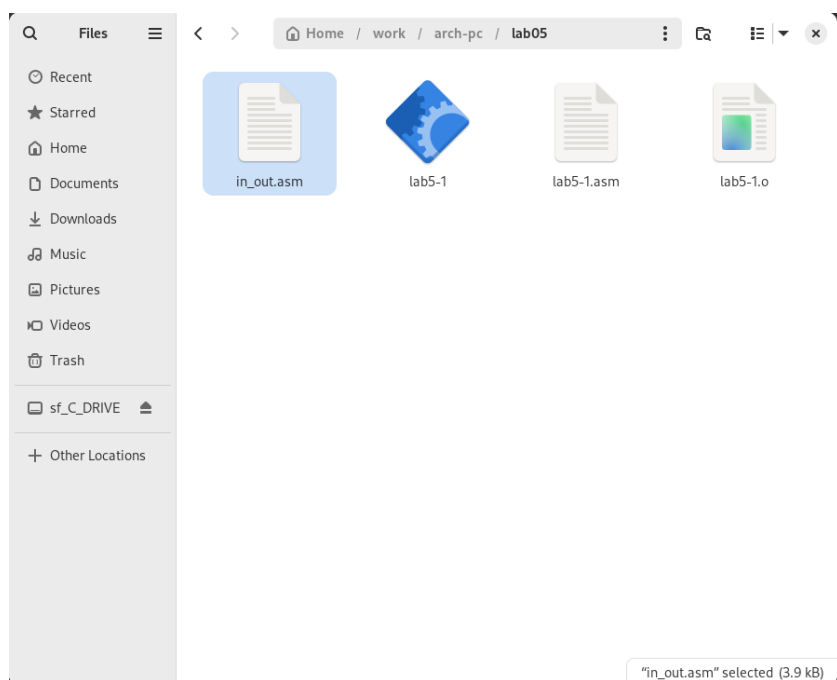 Files
Home / work / arch-pc / lab05
Recent
Starred
Home
Documents
Downloads
Music
Pictures
Videos
Trash
sf_C_DRIVE
Other Locations
in_out.asm
lab5-1
lab5-1.asm
lab5-1.o
“in_out.asm” selected (3.9 kB)